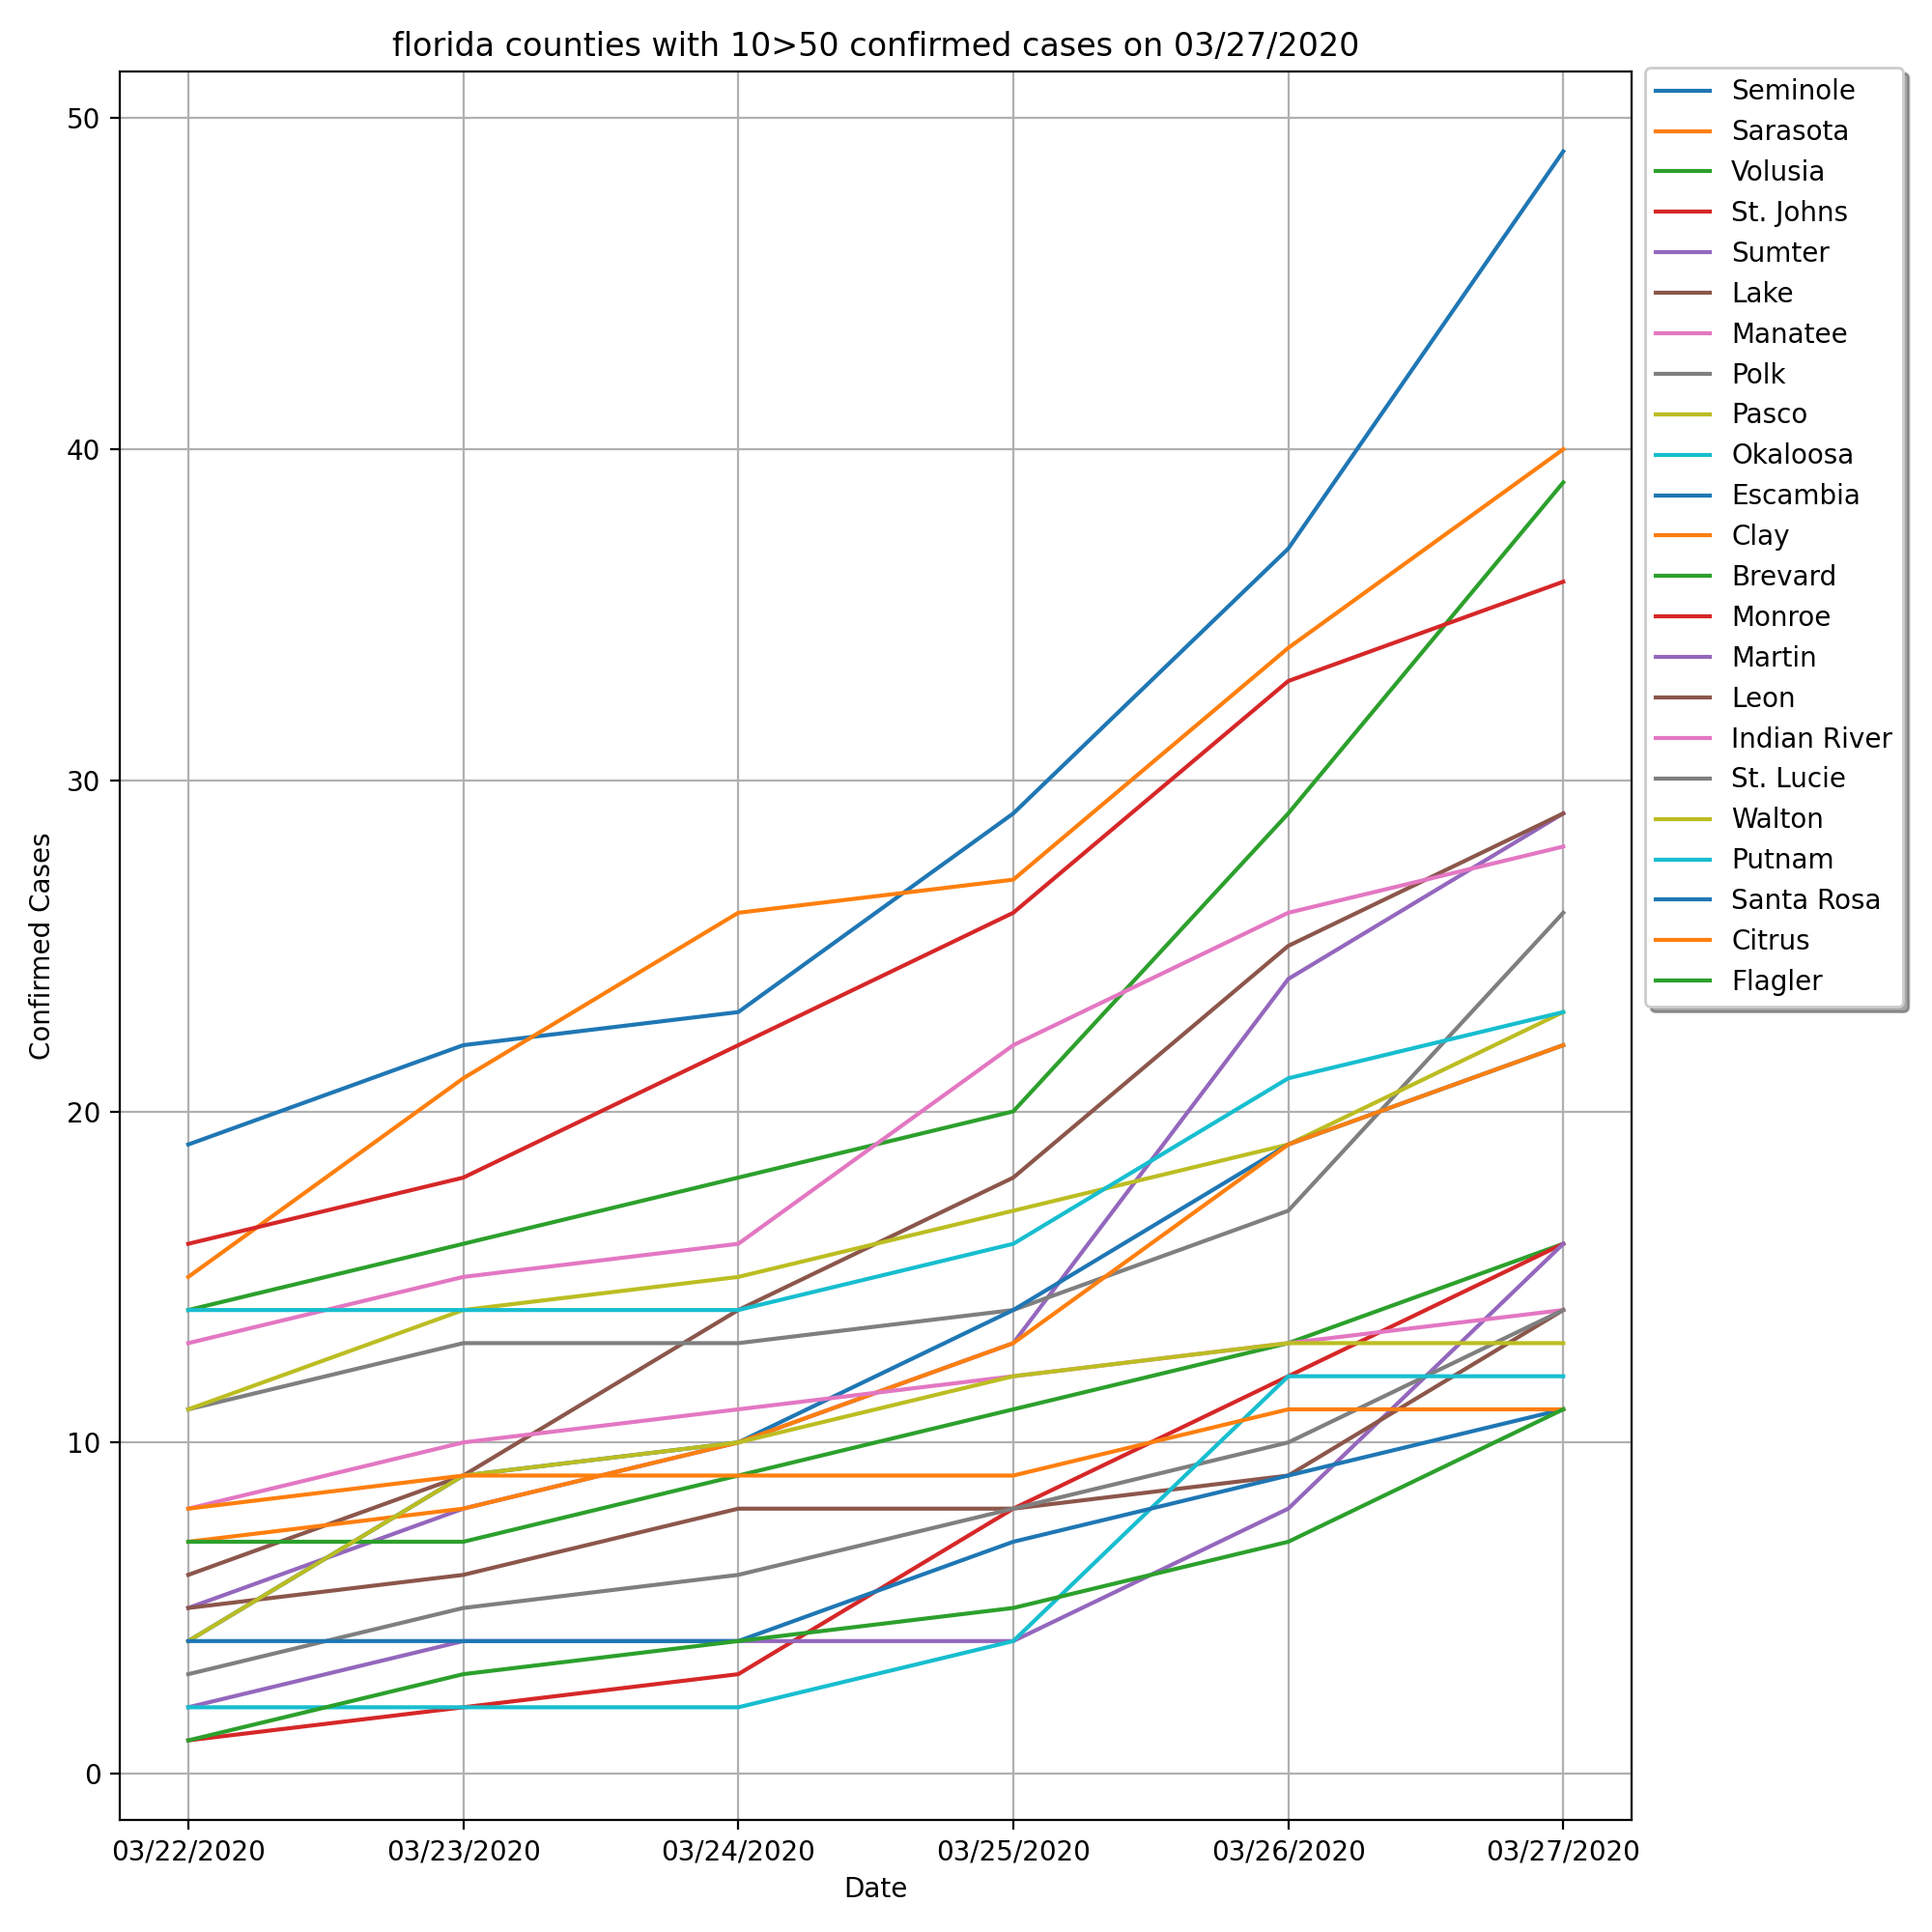 florida counties with 10>50 confirmed cases on 03/27/2020
50
40
30
20
10
0
Confirmed Cases
03/22/2020
03/23/2020
03/24/2020
03/25/2020
03/26/2020
03/27/2020
Date
Seminole
Sarasota
Volusia
St. Johns
Sumter
Lake
Manatee
Polk
Pasco
Okaloosa
Escambia
Clay
Brevard
Monroe
Martin
Leon
Indian River
St. Lucie
Walton
Putnam
Santa Rosa
Citrus
Flagler